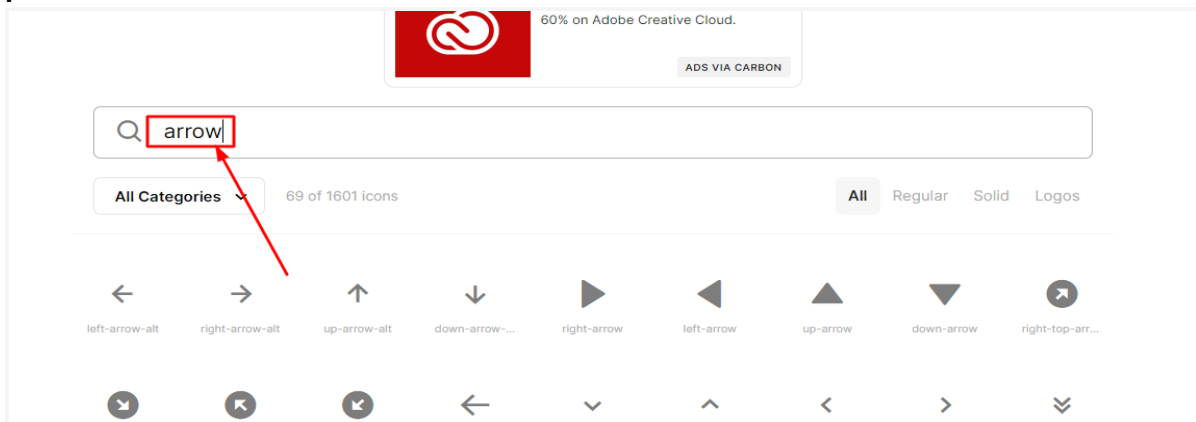 60% on Adobe Creative Cloud.
ADS VIA CARBON
arrow
All Categories 69 of 1601 icons All Regular Solid Logos
left-arrow-alt right-arrow-alt up-arrow-alt down-arrow-... right-arrow left-arrow up-arrow down-arrow right-top-arr...